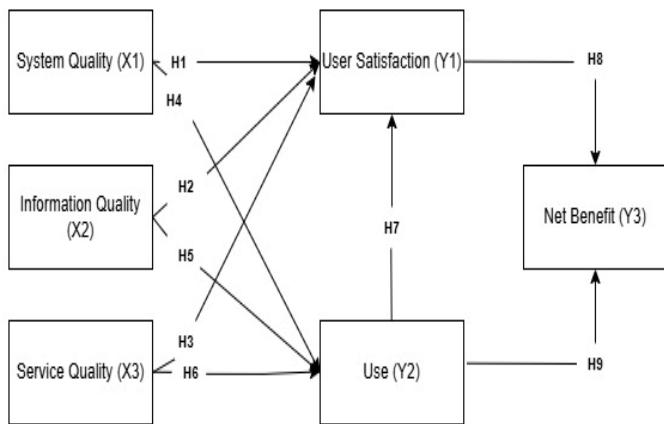 System Quality (X1)
H1
User Satisfaction (Y1)
H8
H4
H2
Information Quality
(X2)
Net Benefit (Y3)
H7
H5
H3
Service Quality (X3)
H6
Use (Y2)
H9